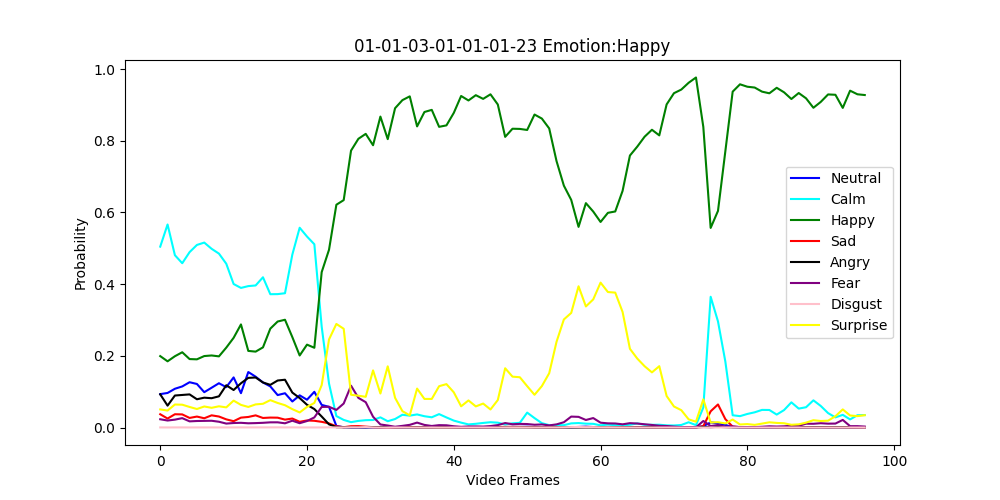 01-01-03-01-01-01-23 Emotion:Happy
1.0
0.8
0.6
0.4
0.2
0.0
Probability
Neutral
Calm
Happy
Sad
Angry
Fear
Disgust
Surprise
0 20 40 60 80 100
Video Frames